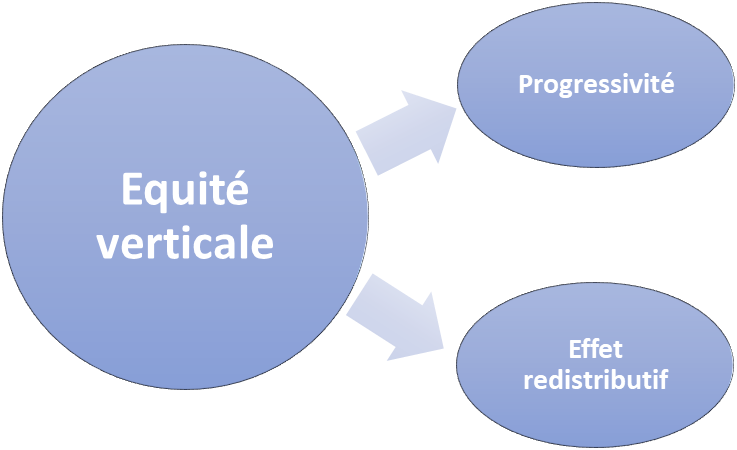 Equité
verticale
Progressivité
Effet
redistributif